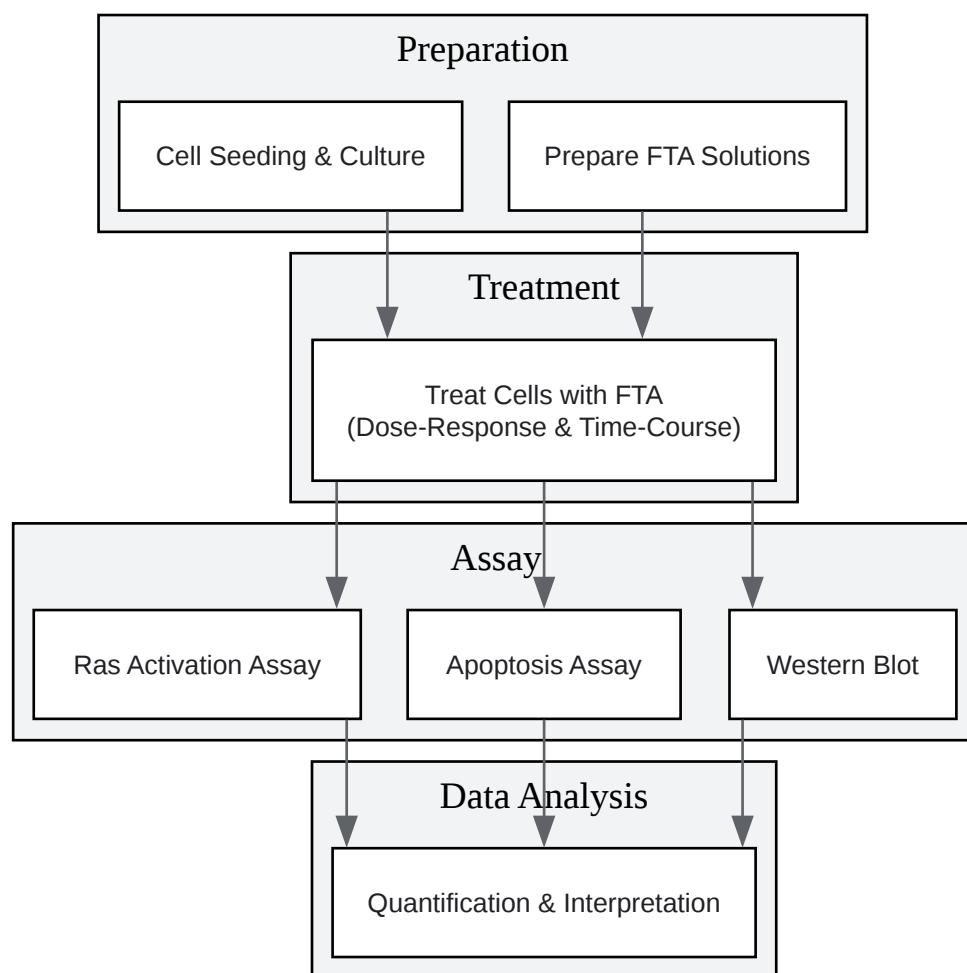 Preparation
Cell Seeding & Culture
Prepare FTA Solutions
Treatment
Treat Cells with FTA
(Dose-Response & Time-Course)
Assay
Ras Activation Assay
Apoptosis Assay
Western Blot
Data Analysis
Quantification & Interpretation